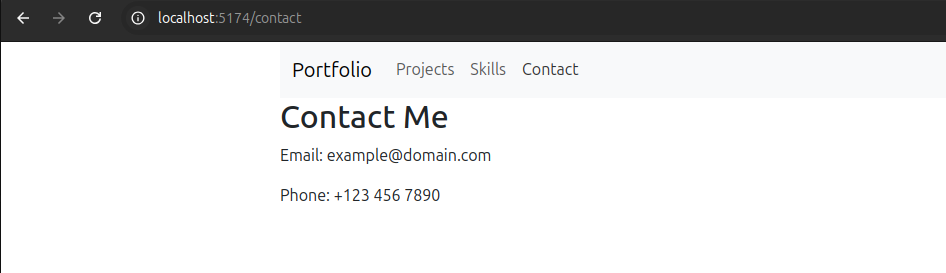 localhost:5174/contact
Portfolio Projects Skills Contact
Contact Me
Email: example@domain.com
Phone: +123 456 7890